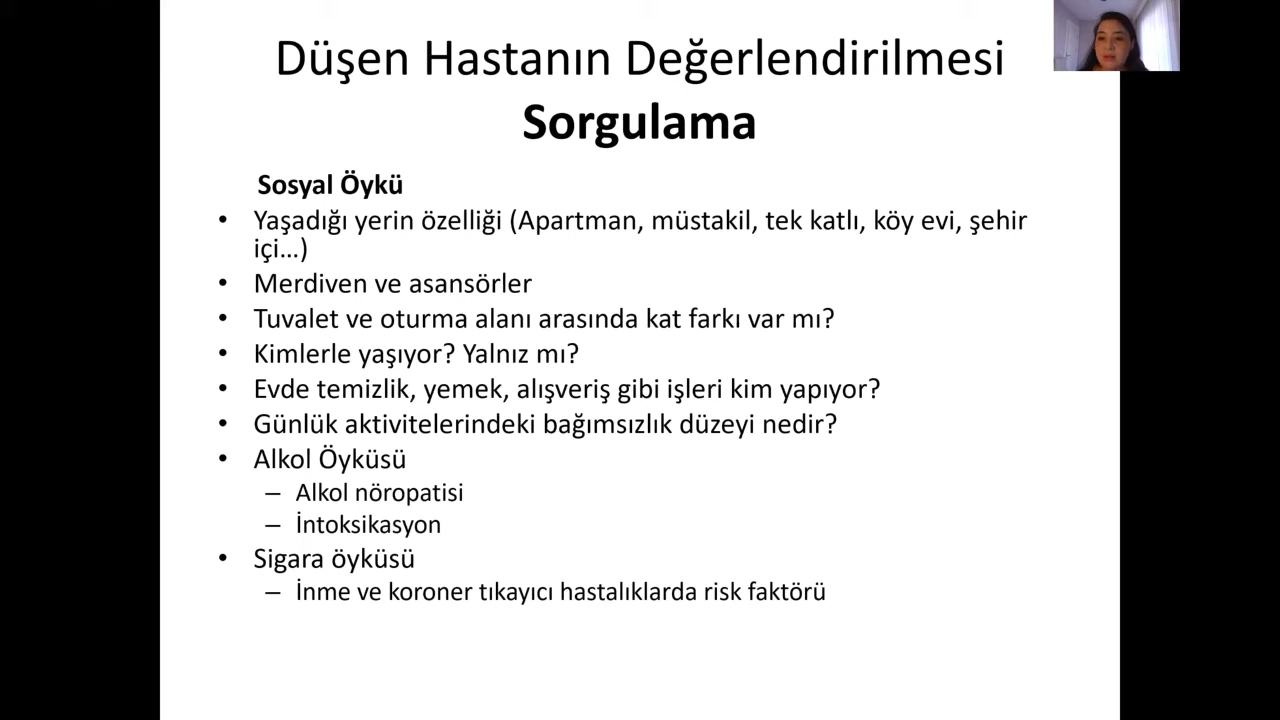 Düşen Hastanın Değerlendirilmesi
Sorgulama
Sosyal Öykü
• Yaşadığı yerin özelliği (Apartman, müstakil, tek katlı, köy evi, şehir
içi...)
• Merdiven ve asansörler
• Tuvalet ve oturma alanı arasında kat farkı var mı?
• Kimlerle yaşıyor? Yalnız mı?
• Evde temizlik, yemek, alışveriş gibi işleri kim yapıyor?
• Günlük aktivitelerindeki bağımsızlık düzeyi nedir?
• Alkol Öyküsü
– Alkol nöropatisi
– İntoksikasyon
• Sigara öyküsü
– İnme ve koroner tıkayıcı hastalıklarda risk faktörü